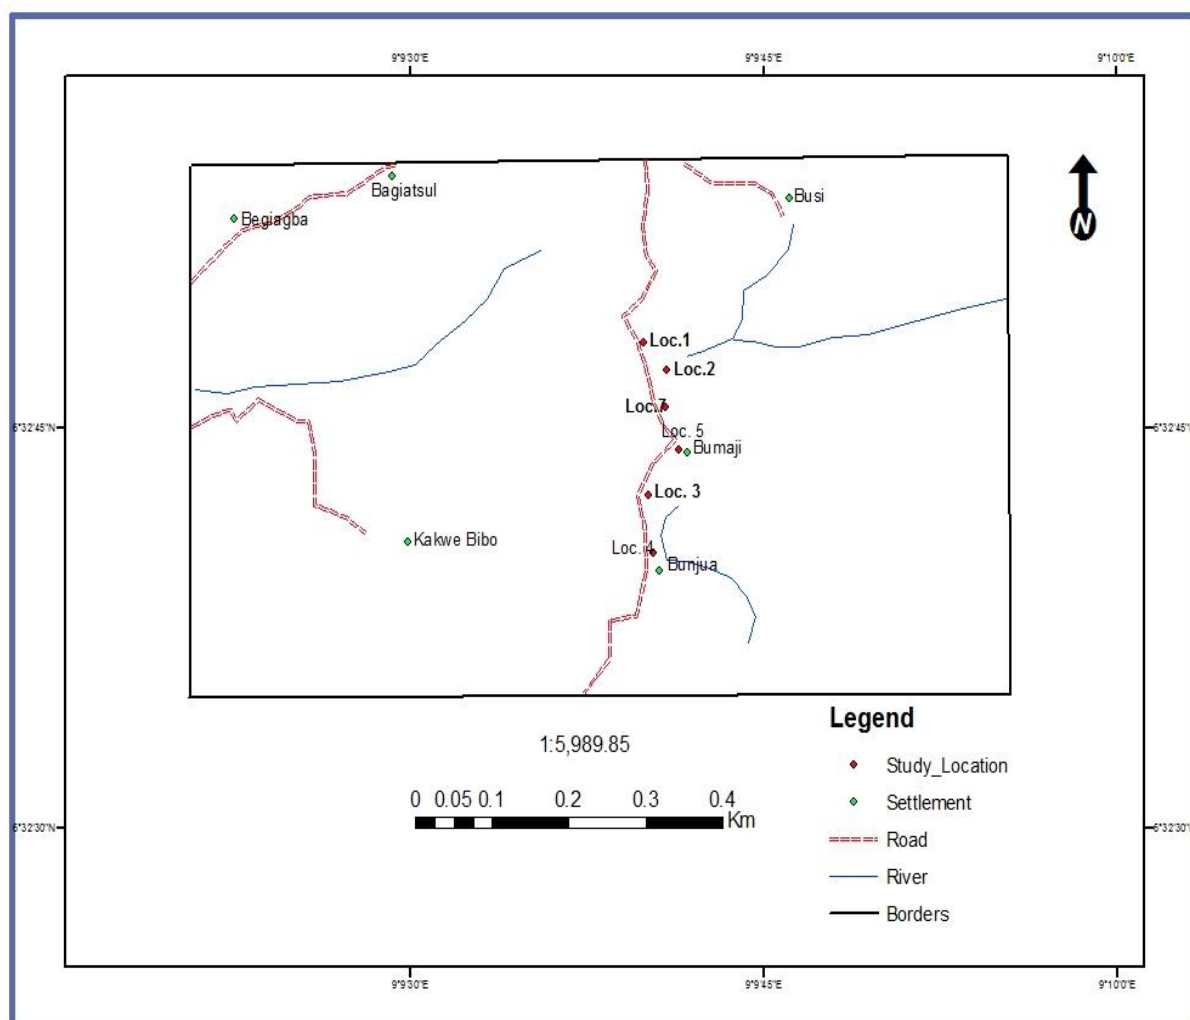 9°9'30"E
9°9'45"E
9°10'0"E
Bagiatsul
Busi
Begiagba
N
Loc.1
Loc.2
Loc.7
6°32'45"N
6°32'45"N
Loc. 5
Bumaji
Loc. 3
Kakwe Bibo
Loc. 4
Bunjua
1:5,989.85
0 0.05 0.1 0.2 0.3 0.4
Km
Legend
Study_Location
Settlement
Road
River
Borders
6°32'30"N
6°32'30"N
9°9'30"E
9°9'45"E
9°10'0"E